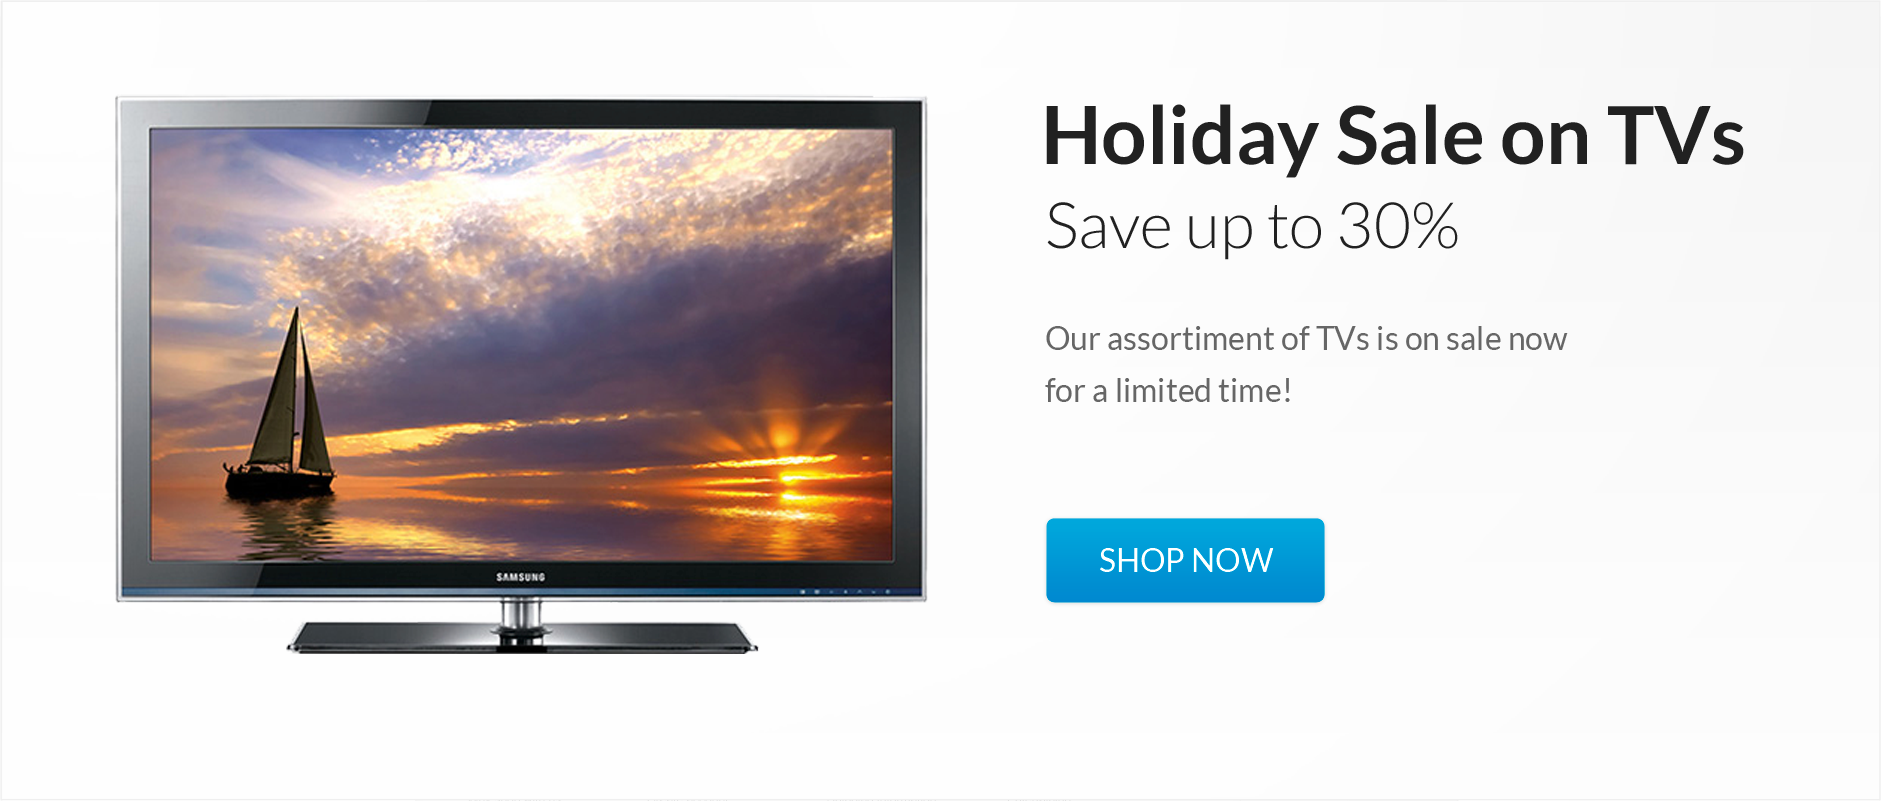 Holiday Sale on TVs
Save up to 30%
Our assortiment of TVs is on sale now
for a limited time!
SHOP NOW
SAMSUNG